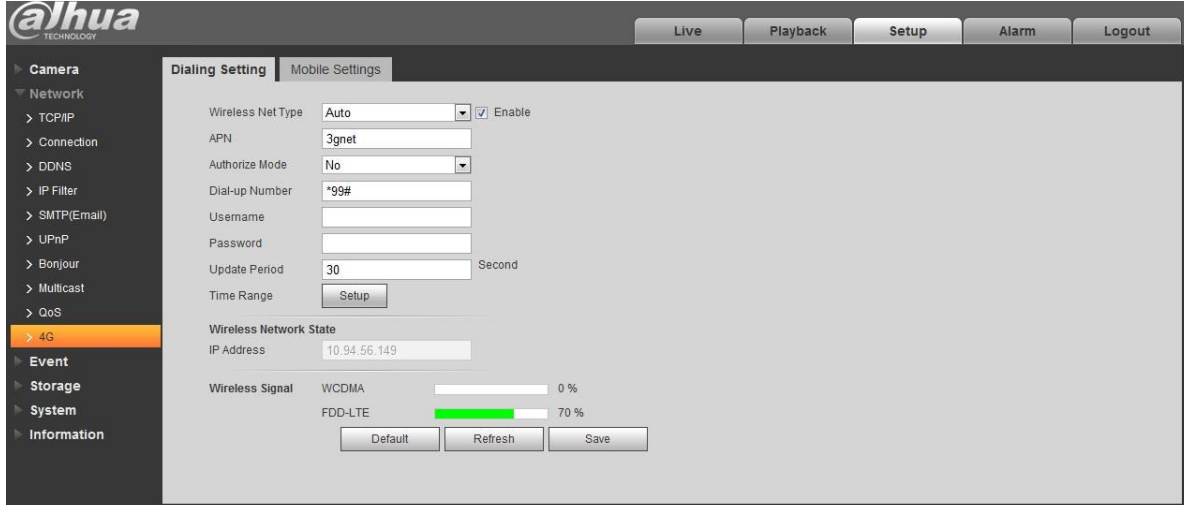 alhua
TECHNOLOGY
Live Playback Setup Alarm Logout
Camera
Network
> TCP/IP
> Connection
> DDNS
> IP Filter
> SMTP(Email)
> UPnP
> Bonjour
> Multicast
> QoS
> 4G
Event
Storage
System
Information
Dialing Setting Mobile Settings
Wireless Net Type Auto Enable
APN 3gnet
Authorize Mode No
Dial-up Number *99#
Username
Password
Update Period 30 Second
Time Range Setup
Wireless Network State
IP Address 10.94.56.149
Wireless Signal WCDMA 0 %
FDD-LTE 70 %
Default Refresh Save